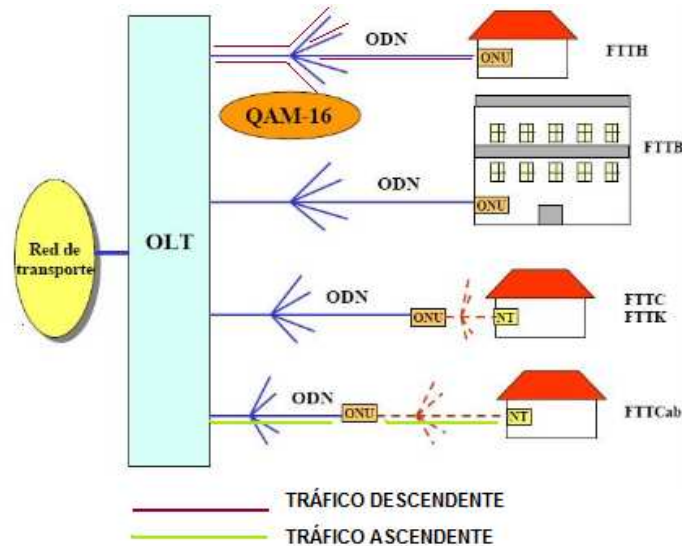 ODN
ONU
FTTH
QAM-16
FTTB
ODN
ONU
Red de
transporte
OLT
ODN
ONU
NT
FTTC
FTTK
ODN
ONU
NT
FTTCab
TRÁFICO DESCENDENTE
TRÁFICO ASCENDENTE